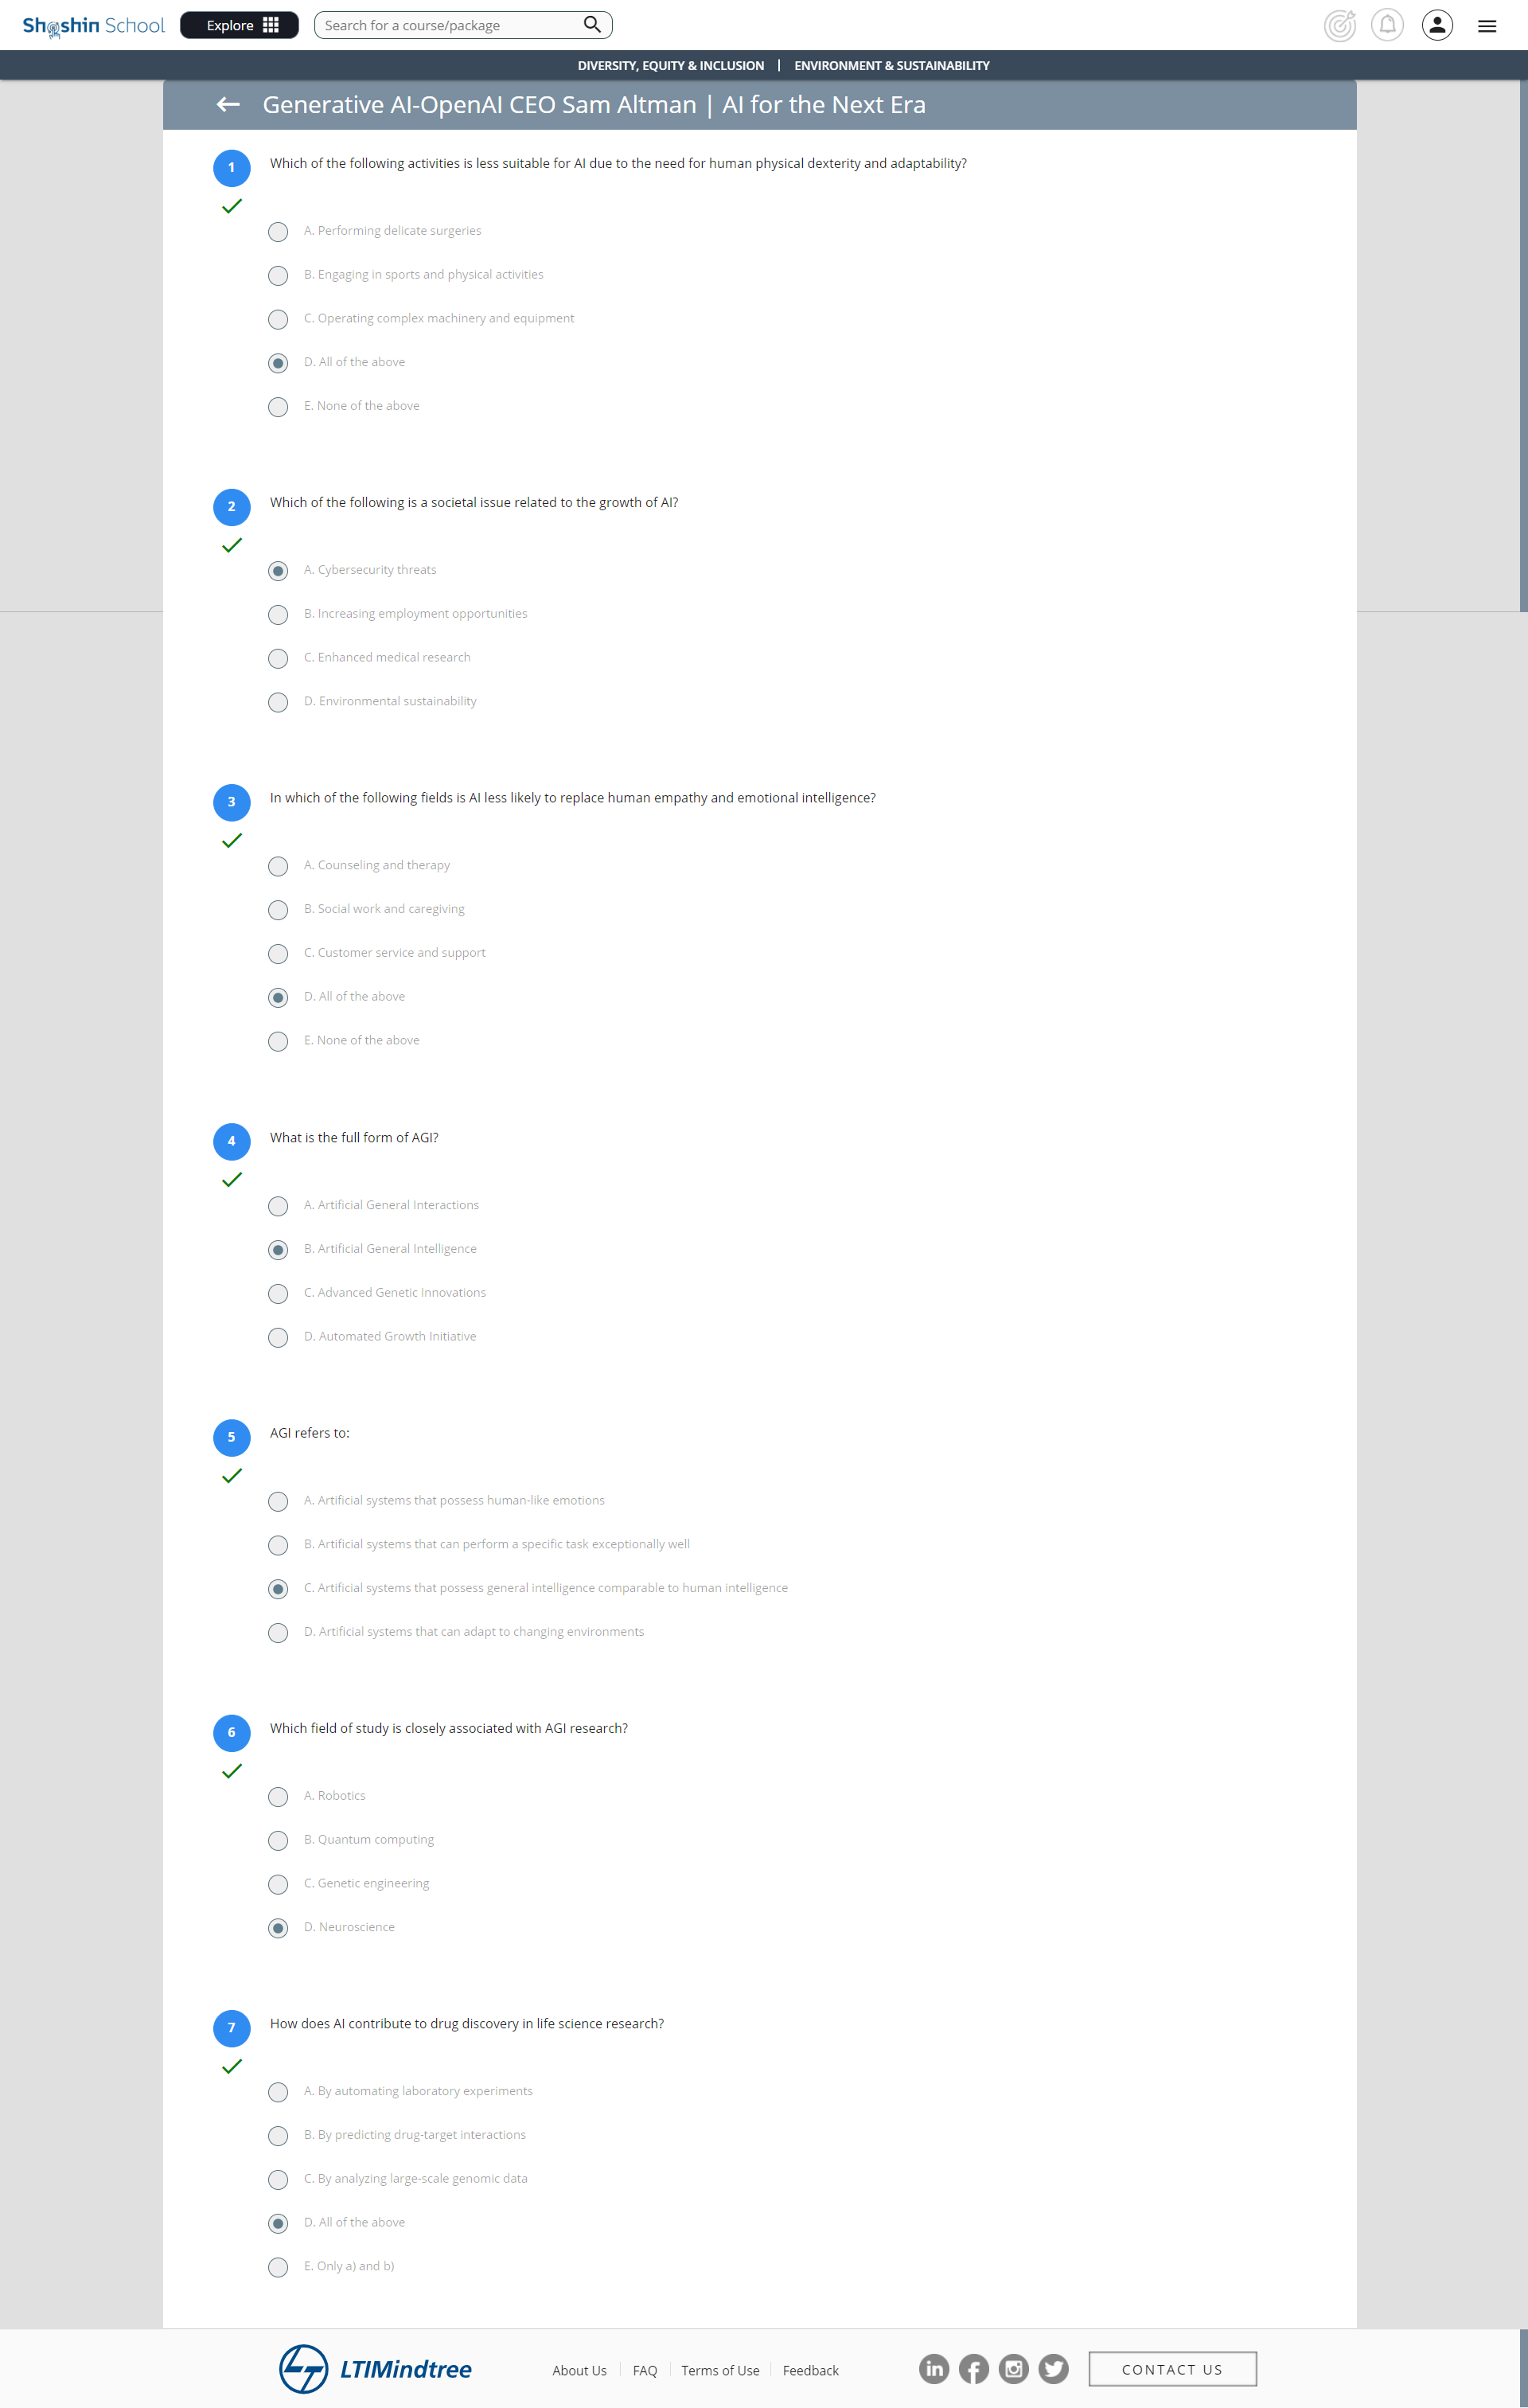 Shoshin School
Explore
Search for a course/package
DIVERSITY, EQUITY & INCLUSION | ENVIRONMENT & SUSTAINABILITY
Generative AI-OpenAI CEO Sam Altman | AI for the Next Era
1
Which of the following activities is less suitable for AI due to the need for human physical dexterity and adaptability?
A. Performing delicate surgeries
B. Engaging in sports and physical activities
C. Operating complex machinery and equipment
D. All of the above
E. None of the above
2
Which of the following is a societal issue related to the growth of AI?
A. Cybersecurity threats
B. Increasing employment opportunities
C. Enhanced medical research
D. Environmental sustainability
3
In which of the following fields is AI less likely to replace human empathy and emotional intelligence?
A. Counseling and therapy
B. Social work and caregiving
C. Customer service and support
D. All of the above
E. None of the above
4
What is the full form of AGI?
A. Artificial General Interactions
B. Artificial General Intelligence
C. Advanced Genetic Innovations
D. Automated Growth Initiative
5
AGI refers to:
A. Artificial systems that possess human-like emotions
B. Artificial systems that can perform a specific task exceptionally well
C. Artificial systems that possess general intelligence comparable to human intelligence
D. Artificial systems that can adapt to changing environments
6
Which field of study is closely associated with AGI research?
A. Robotics
B. Quantum computing
C. Genetic engineering
D. Neuroscience
7
How does AI contribute to drug discovery in life science research?
A. By automating laboratory experiments
B. By predicting drug-target interactions
C. By analyzing large-scale genomic data
D. All of the above
E. Only a) and b)
LTIMindtree
About Us
FAQ
Terms of Use
Feedback
CONTACT US